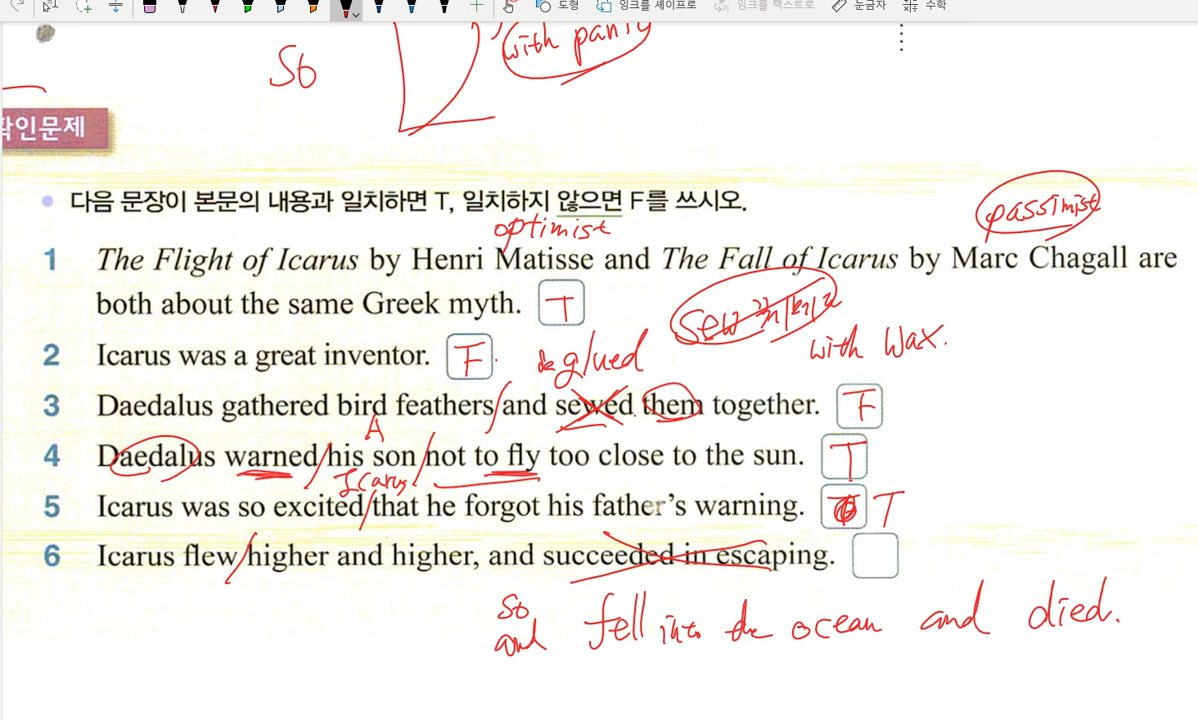 도형 잉크를 셰이프로 잉크를 텍스트로 눈금자 수학
so
with panic
확인문제
다음 문장이 본문의 내용과 일치하면 T, 일치하지 않으면 F를 쓰시오.
passimist
optimist
1 The Flight of Icarus by Henri Matisse and The Fall of Icarus by Marc Chagall are
both about the same Greek myth. T
sew
with wax.
2 Icarus was a great inventor. F
glued
3 Daedalus gathered bird feathers/and sewed them together. F
A
4 Daedalus warned/his son/not to fly too close to the sun. T
Icarus
5 Icarus was so excited/that he forgot his father's warning. T
6 Icarus flew/higher and higher, and succeeded in escaping.
so
and fell into the ocean and died.